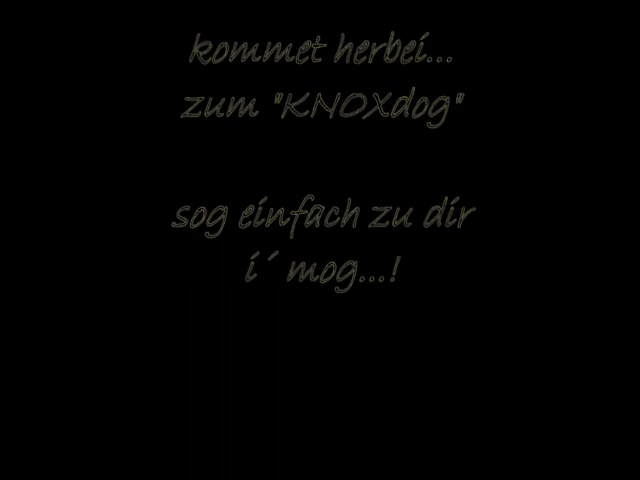 kommet herbei...
zum "KNOXdog"
sog einfach zu dir
i´ mog...!